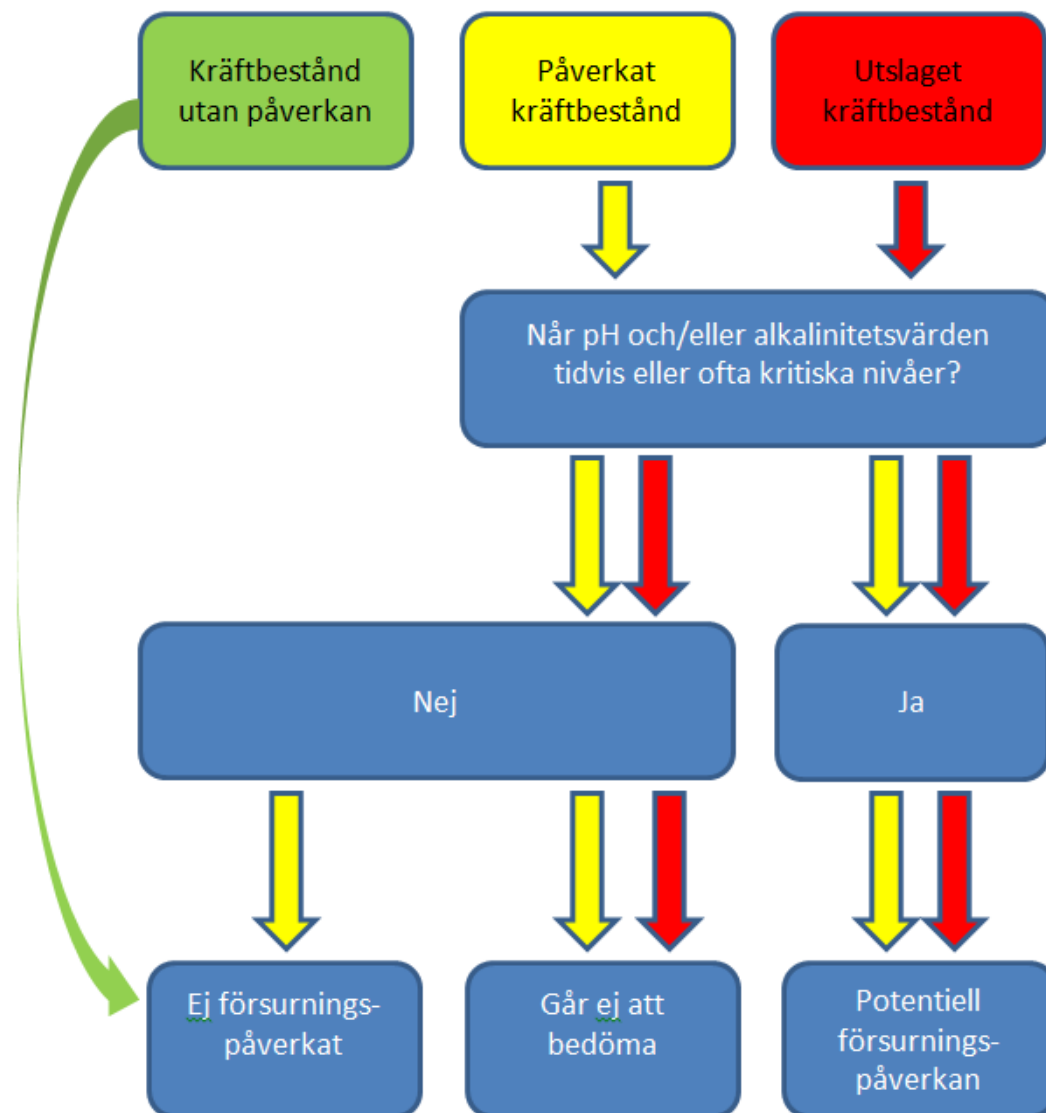 Kräftbestånd
utan påverkan
Påverkat
kräftbestånd
Utslaget
kräftbestånd
Når pH och/eller alkalinitetsvärden
tidvis eller ofta kritiska nivåer?
Nej
Ja
Ej försurnings-
påverkat
Går ej att
bedöma
Potentiell
försurnings-
påverkan